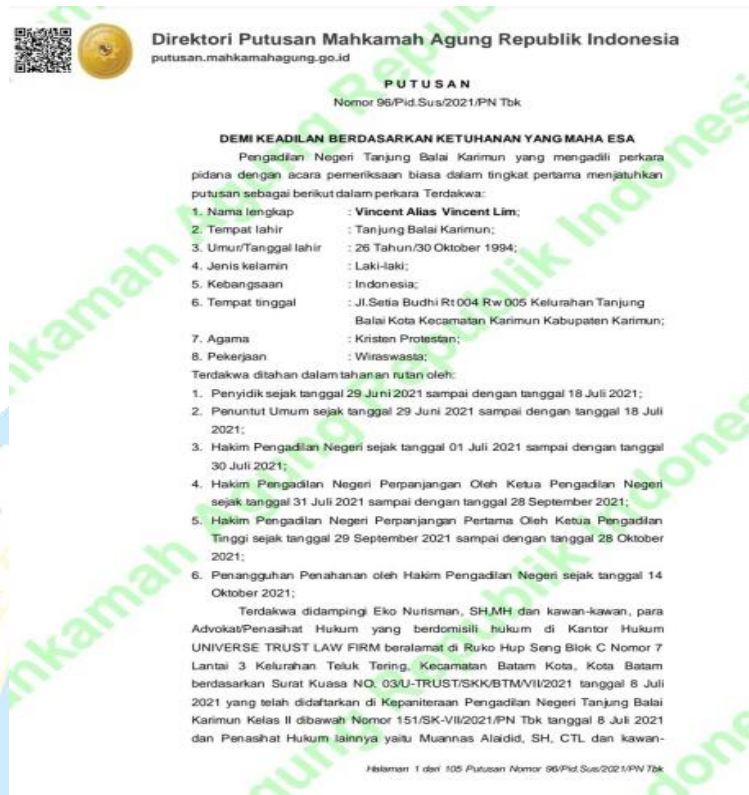 Direktori Putusan Mahkamah Agung Republik Indonesia
putusan.mahkamahagung.go.id
P U T U S A N
Nomor 96/Pid.Sus/2021/PN Tbk
DEMI KEADILAN BERDASARKAN KETUHANAN YANG MAHA ESA
Pengadilan Negeri Tanjung Balai Karimun yang mengadili perkara
pidana dengan acara pemeriksaan biasa dalam tingkat pertama menjatuhkan
putusan sebagai berikut dalam perkara Terdakwa:
1. Nama lengkap : Vincent Alias Vincent Lim;
2. Tempat lahir : Tanjung Balai Karimun;
3. Umur/Tanggal lahir : 26 Tahun/30 Oktober 1994;
4. Jenis kelamin : Laki-laki;
5. Kebangsaan : Indonesia;
6. Tempat tinggal : Jl.Setia Budhi Rt 004 Rw 005 Kelurahan Tanjung
Balai Kota Kecamatan Karimun Kabupaten Karimun;
7. Agama : Kristen Protestan;
8. Pekerjaan : Wiraswasta;
Terdakwa ditahan dalam tahanan rutan oleh:
1. Penyidik sejak tanggal 29 Juni 2021 sampai dengan tanggal 18 Juli 2021;
2. Penuntut Umum sejak tanggal 29 Juni 2021 sampai dengan tanggal 18 Juli
2021;
3. Hakim Pengadilan Negeri sejak tanggal 01 Juli 2021 sampai dengan tanggal
30 Juli 2021;
4. Hakim Pengadilan Negeri Perpanjangan Oleh Ketua Pengadilan Negeri
sejak tanggal 31 Juli 2021 sampai dengan tanggal 28 September 2021;
5. Hakim Pengadilan Negeri Perpanjangan Pertama Oleh Ketua Pengadilan
Tinggi sejak tanggal 29 September 2021 sampai dengan tanggal 28 Oktober
2021;
6. Penangguhan Penahanan oleh Hakim Pengadilan Negeri sejak tanggal 14
Oktober 2021;
Terdakwa didampingi Eko Nurisman, SH,MH dan kawan-kawan, para
Advokat/Penasihat Hukum yang berdomisili hukum di Kantor Hukum
UNIVERSE TRUST LAW FIRM beralamat di Ruko Hup Seng Blok C Nomor 7
Lantai 3 Kelurahan Teluk Tering, Kecamatan Batam Kota, Kota Batam
berdasarkan Surat Kuasa NO. 03/U-TRUST/SKK/BTM/VII/2021 tanggal 8 Juli
2021 yang telah didaftarkan di Kepaniteraan Pengadilan Negeri Tanjung Balai
Karimun Kelas II dibawah Nomor 151/SK-VII/2021/PN Tbk tanggal 8 Juli 2021
dan Penasihat Hukum lainnya yaitu Muannas Alaidid, SH, CTL dan kawan-
Halaman 1 dari 105 Putusan Nomor 96/Pid.Sus/2021/PN Tbk
Mahkamah Agung Republik Indonesia
Mahkamah Agung Republik Indonesia